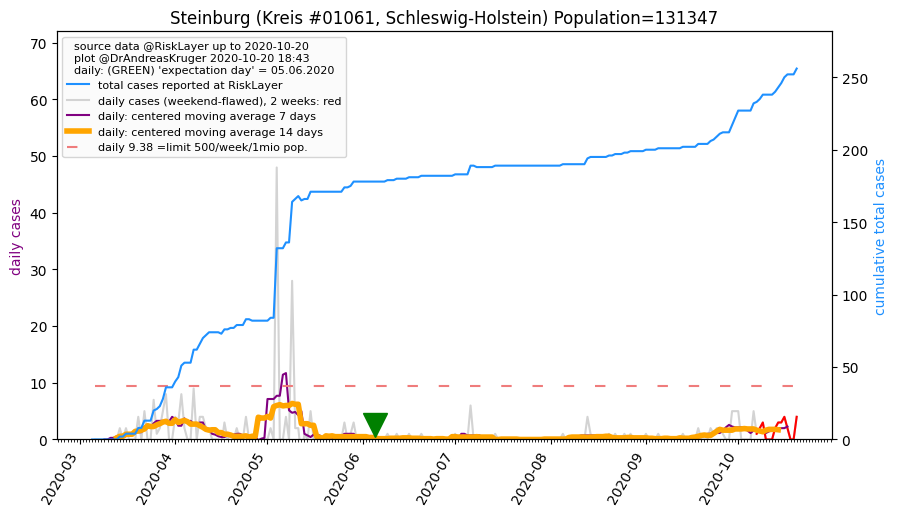 Steinburg (Kreis #01061, Schleswig-Holstein) Population=131347
source data @RiskLayer up to 2020-10-20
plot @DrAndreasKruger 2020-10-20 18:43
daily: (GREEN) 'expectation day' = 05.06.2020
total cases reported at RiskLayer
daily cases (weekend-flawed), 2 weeks: red
daily: centered moving average 7 days
daily: centered moving average 14 days
daily 9.38 =limit 500/week/1mio pop.
daily cases
70
60
50
40
30
20
10
0
cumulative total cases
250
200
150
100
50
0
2020-03
2020-04
2020-05
2020-06
2020-07
2020-08
2020-09
2020-10